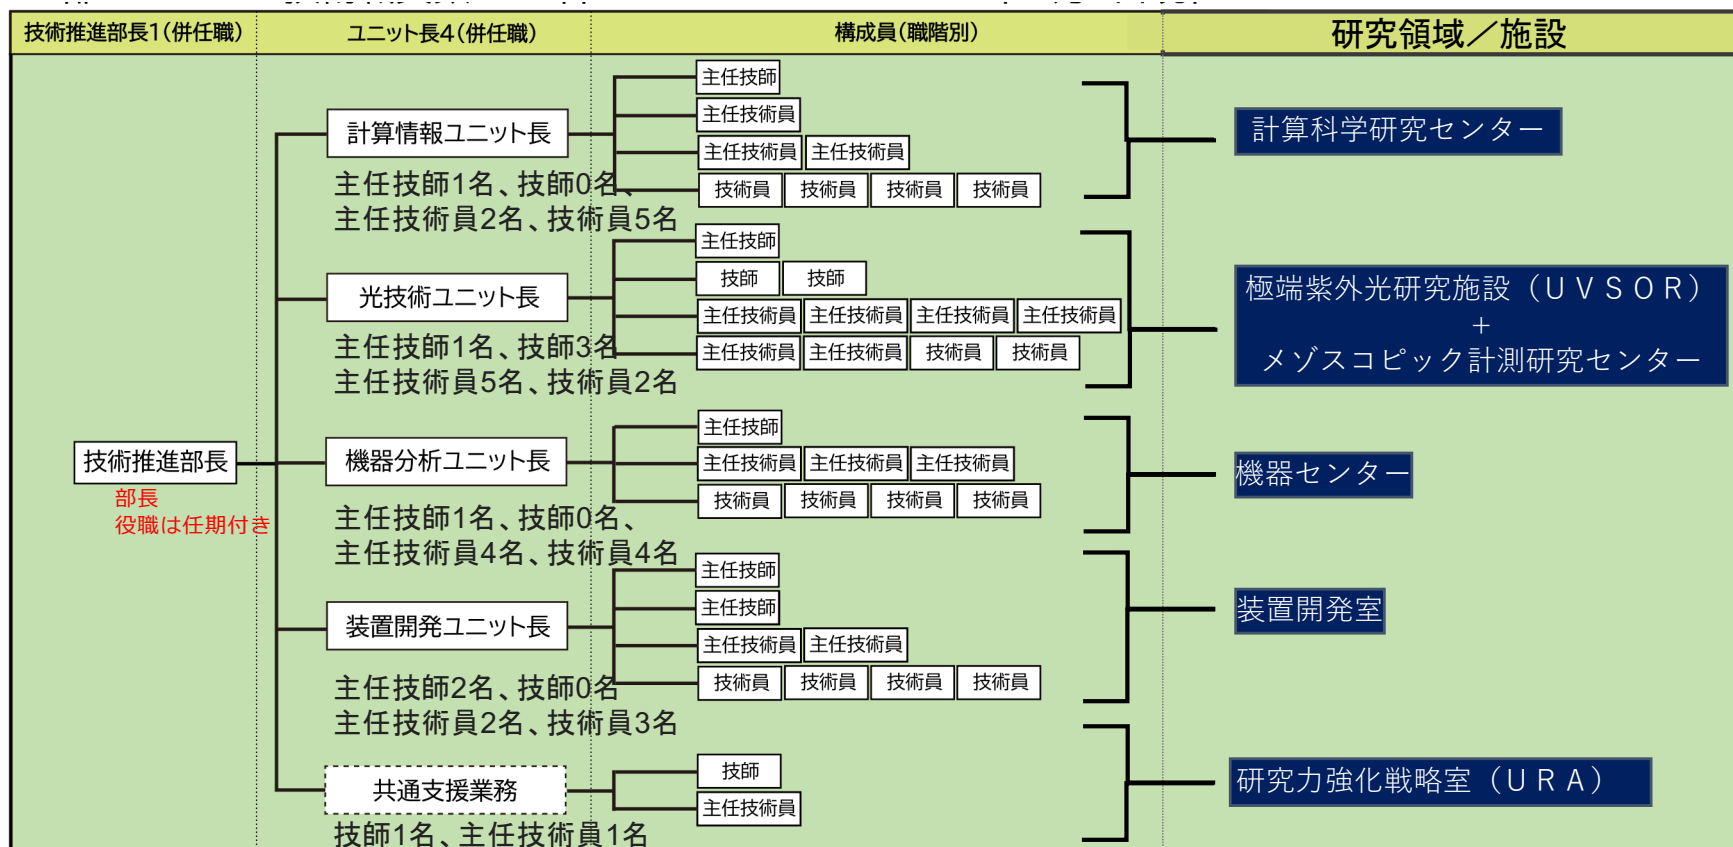 技術推進部長1(併任職)
ユニット長4(併任職)
構成員(職階別)
研究領域／施設
技術推進部長
部長
役職は任期付き
計算情報ユニット長
主任技師1名、技師0名、
主任技術員2名、技術員5名
主任技師
主任技術員
主任技術員 主任技術員
技術員 技術員 技術員 技術員
計算科学研究センター
光技術ユニット長
主任技師1名、技師3名
主任技術員5名、技術員2名
主任技師
技師 技師
主任技術員 主任技術員 主任技術員 主任技術員
主任技術員 主任技術員 技術員 技術員
極端紫外光研究施設（ＵＶＳＯＲ）
+
メゾスコピック計測研究センター
機器分析ユニット長
主任技師1名、技師0名、
主任技術員4名、技術員4名
主任技師
主任技術員 主任技術員 主任技術員
技術員 技術員 技術員 技術員
機器センター
装置開発ユニット長
主任技師2名、技師0名
主任技術員2名、技術員3名
主任技師
主任技師
主任技術員 主任技術員
技術員 技術員 技術員 技術員
装置開発室
共通支援業務
技師1名、主任技術員1名
技師
主任技術員
研究力強化戦略室（ＵＲＡ）